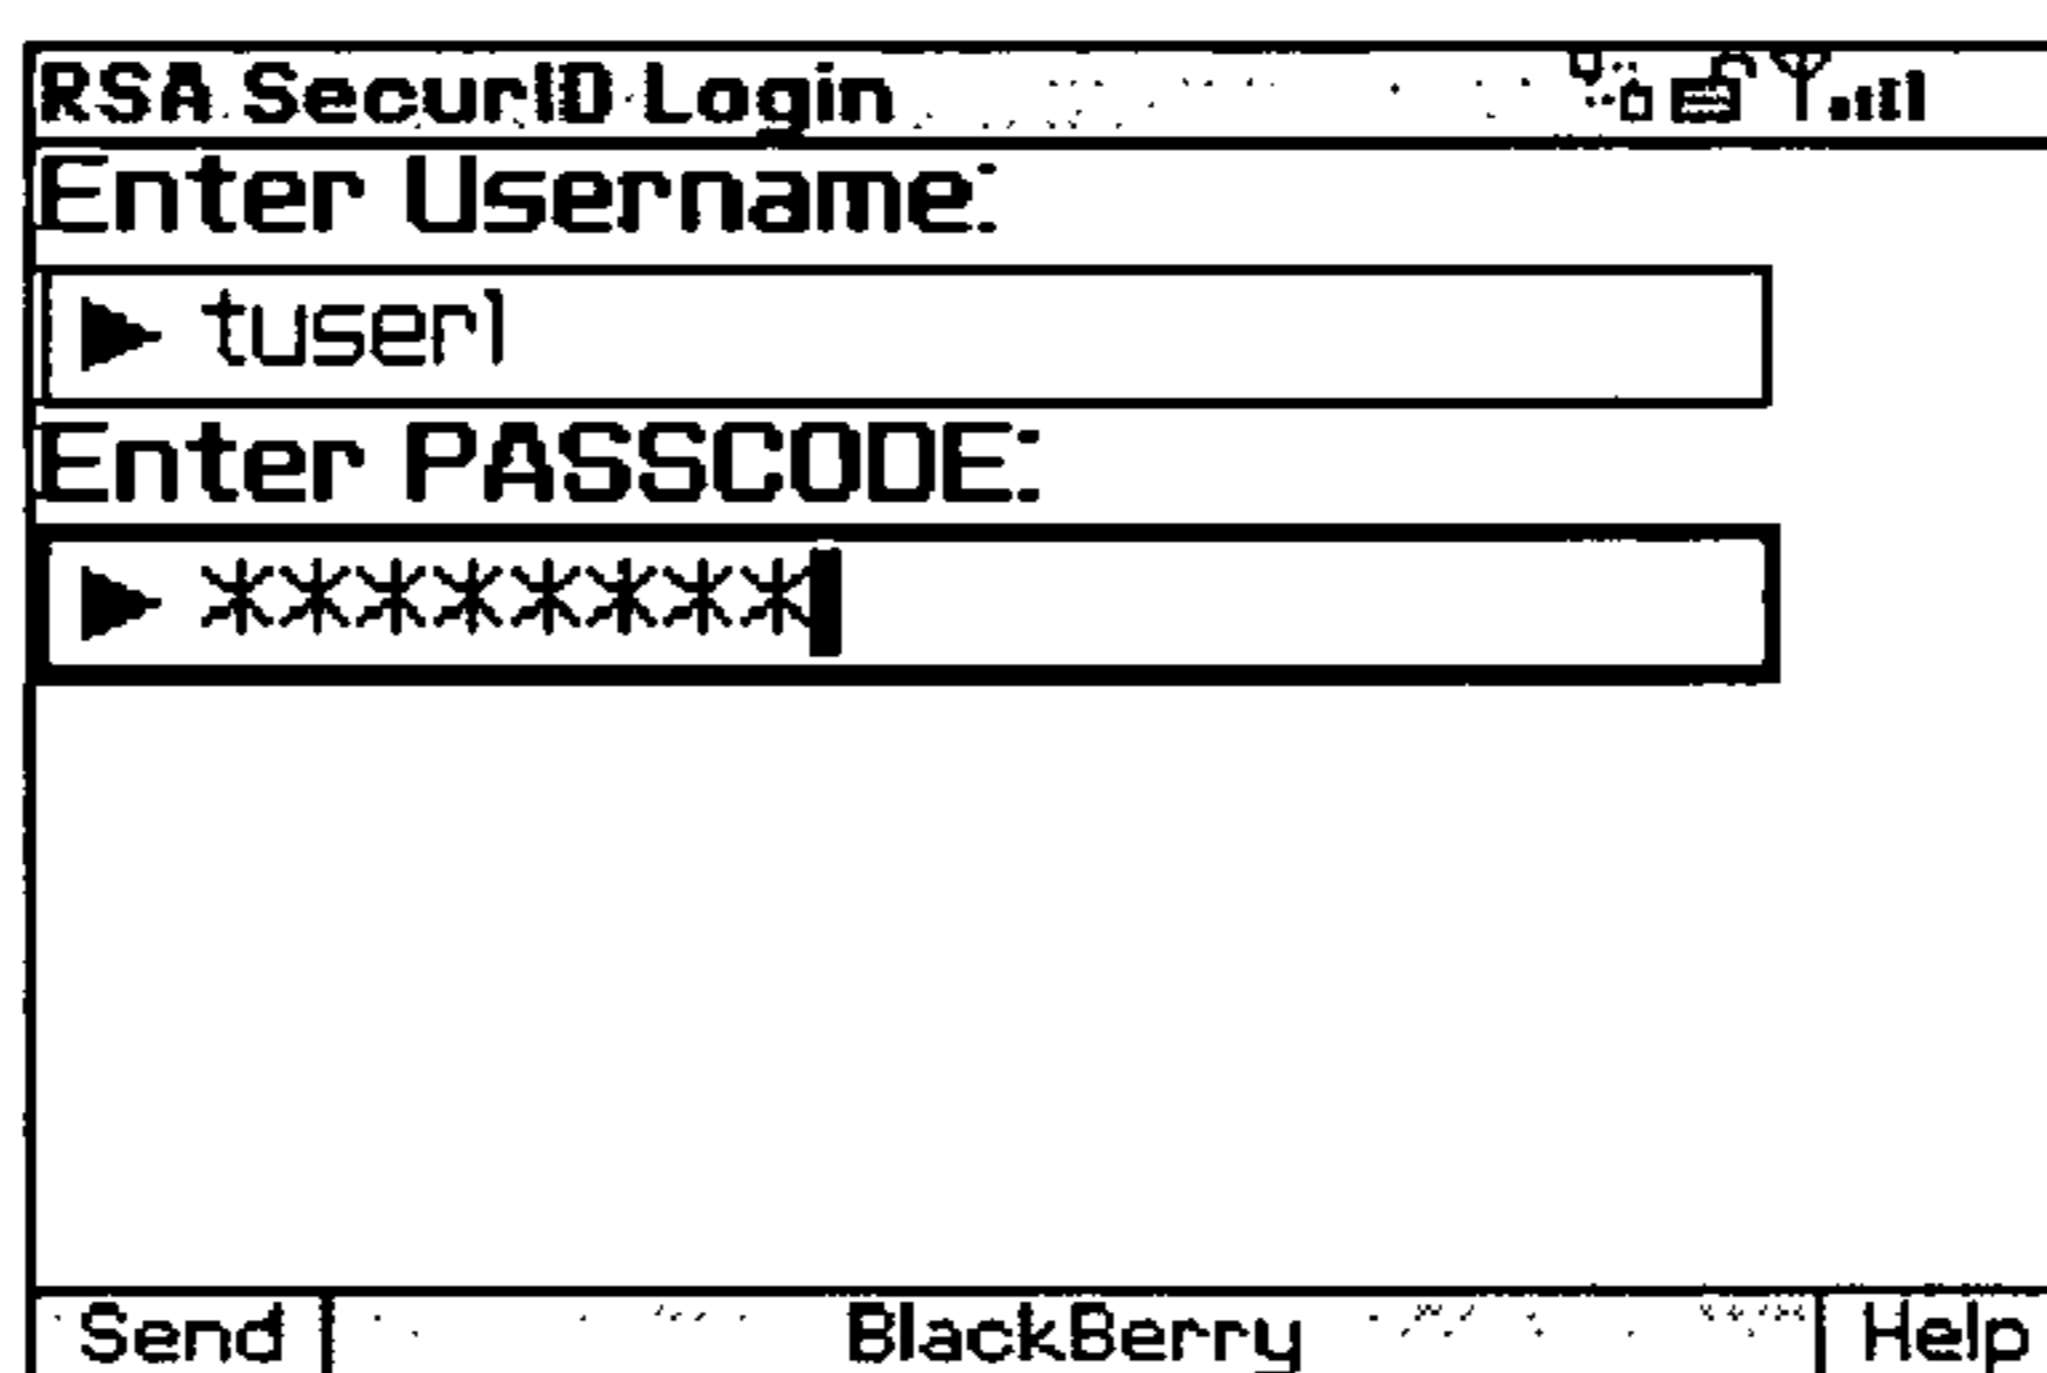 RSA SecurID Login
Enter Username:
tuser1
Enter PASSCODE:
********
Send BlackBerry Help